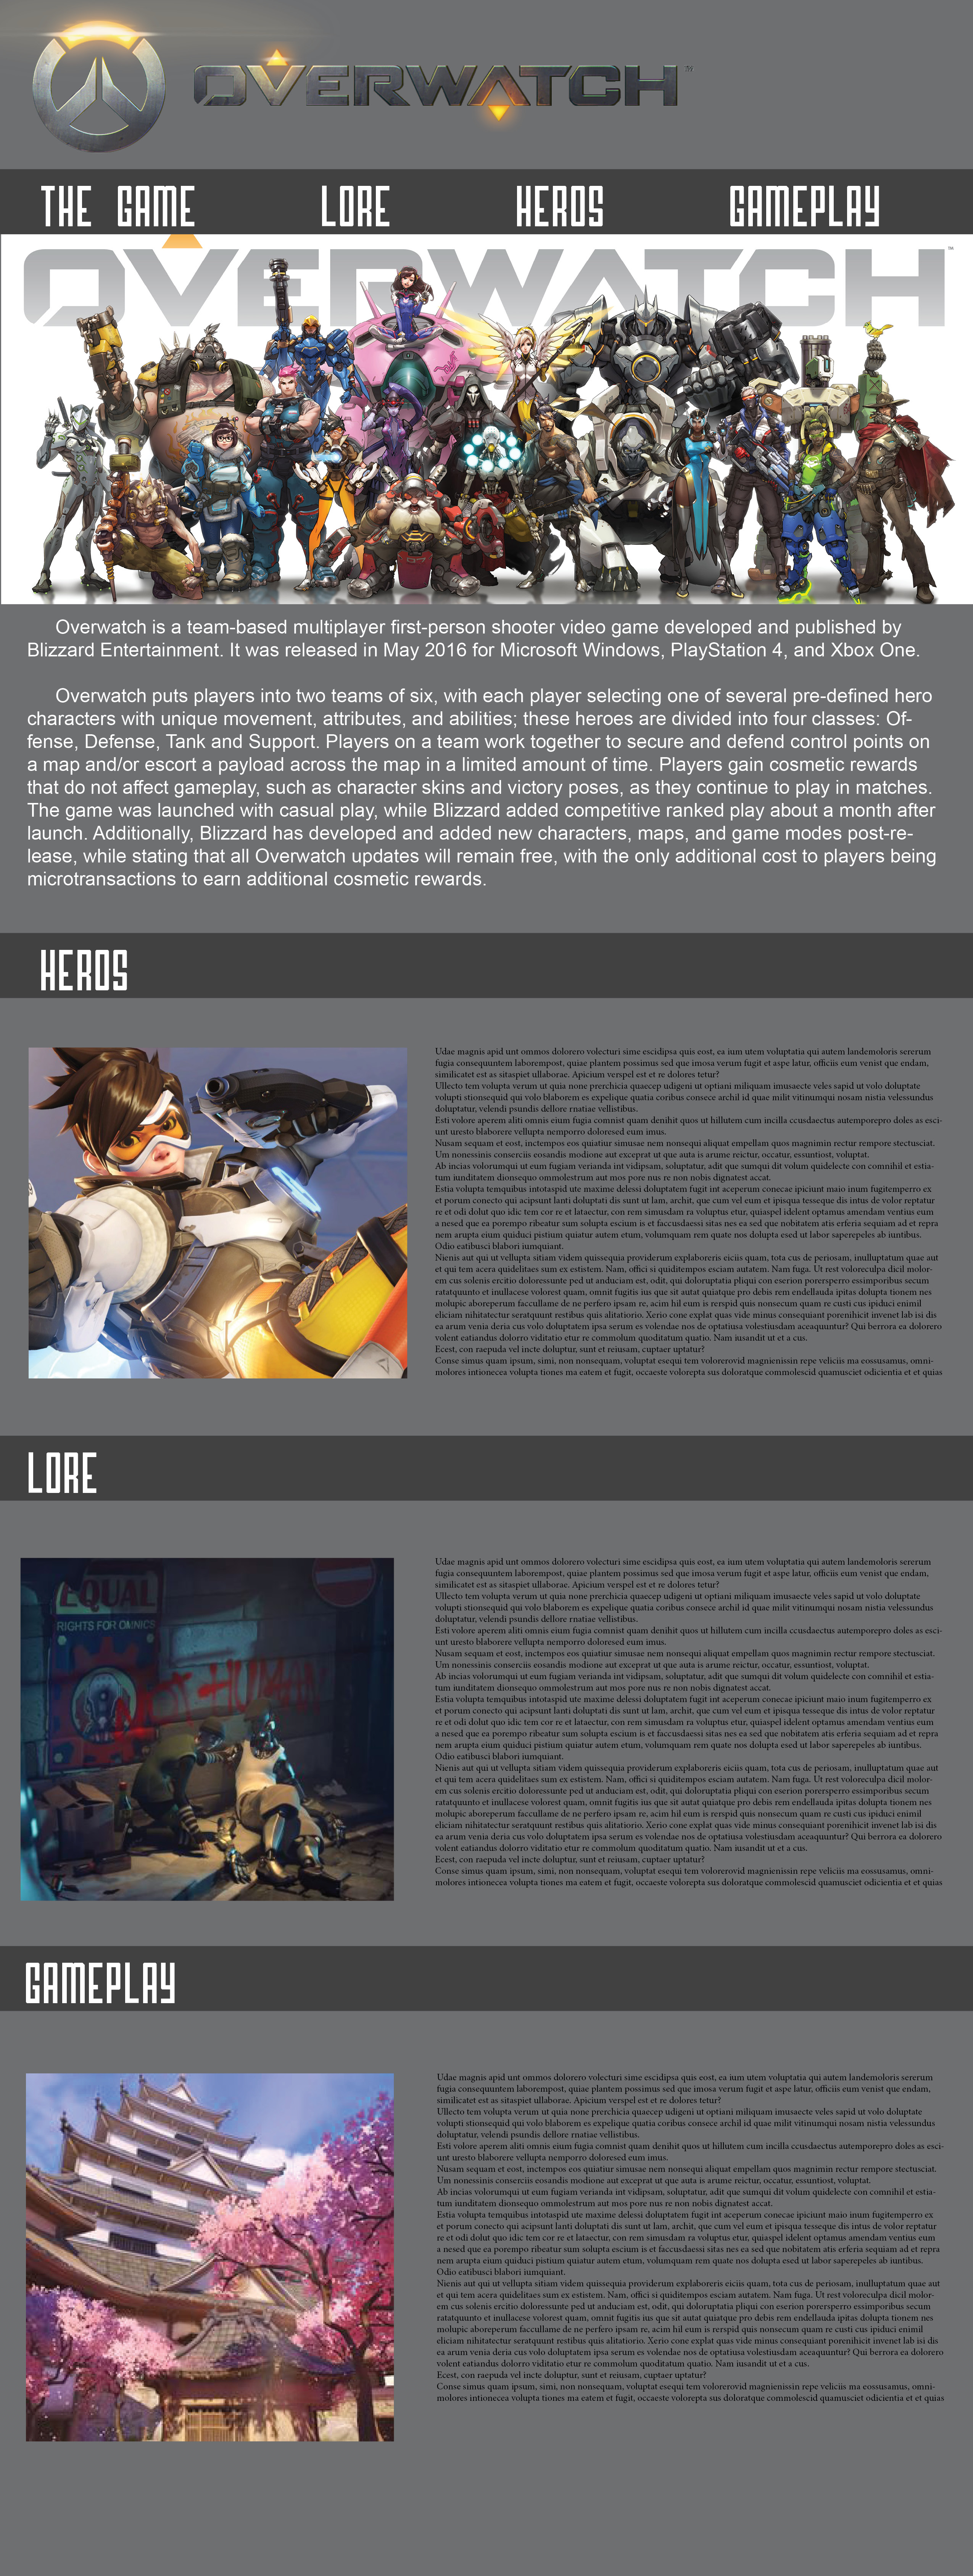 OVERWATCH™
THE GAME LORE HEROS GAMEPLAY
OVERWATCH™
Overwatch is a team-based multiplayer first-person shooter video game developed and published by
Blizzard Entertainment. It was released in May 2016 for Microsoft Windows, PlayStation 4, and Xbox One.
Overwatch puts players into two teams of six, with each player selecting one of several pre-defined hero
characters with unique movement, attributes, and abilities; these heroes are divided into four classes: Of-
fense, Defense, Tank and Support. Players on a team work together to secure and defend control points on
a map and/or escort a payload across the map in a limited amount of time. Players gain cosmetic rewards
that do not affect gameplay, such as character skins and victory poses, as they continue to play in matches.
The game was launched with casual play, while Blizzard added competitive ranked play about a month after
launch. Additionally, Blizzard has developed and added new characters, maps, and game modes post-re-
lease, while stating that all Overwatch updates will remain free, with the only additional cost to players being
microtransactions to earn additional cosmetic rewards.
HEROS
Udae magnis apid unt ommos dolorero volecturi sime escidipsa quis eost, ea ium utem voluptatia qui autem landemoloris sererum
fugia consequuntem laborempost, quiae plantem possimus sed que imosa verum fugit et aspe latur, officiis eum venist que endam,
similicatet est as sitaspiet ullaborae. Apicium verspel est et re dolores tetur?
Ullecto tem volupta verum ut quia none prerchicia quaecep udigeni ut optiani miliquam imusaecte veles sapid ut volo doluptate
volupti stionsequid qui volo blaborem es expelique quatia coribus consece archil id quae milit vitimumqui nosam nistia velessundus
doluptatur, velendi psundis dellore rnatiae vellistibus.
Esti volore aperem aliti omnis eium fugia comnist quam denihit quos ut hillutem cum incilla ccusdaectus autemporepro doles as esci-
unt uresto blaborere vellupta nemporro doloresed eum imus.
Nusam sequam et eost, inctempos eos quiatiur simusae nem nonsequi aliquat empellam quos magnimin rectur rempore stectusciat.
Um nonessinis conserciis eosandis modione aut exceprat ut que auta is arume reictur, occatur, essuntiost, voluptat.
Ab incias volorumqui ut eum fugiam verianda int vidipsam, soluptatur, adit que sumqui dit volum quidelecte con comnihil et estia-
tum iunditatem dionsequo ommolestrum aut mos pore nus re non nobis dignatest accat.
Estia volupta temquibus intotaspid ute maxime delessi doluptatem fugit int aceperum conecae ipiciunt maio inum fugitemperro ex
et porum conecto qui acipsunt lanti doluptati dis sunt ut lam, archit, que cum vel eum et ipisqua tesseque dis intus de volor reptatur
re et odi dolut quo idic tem cor re et lataectur, con rem simusdam ra voluptus etur, quiaspel ident optamus amendam ventius eum
a nesed que ea porempo ribeatur sum solupta escium is et faccusdaessi sitas nes ea sed que nobitatem atis erferia sequiam ad et repra
nem arupta eium quiduci pistium quiatur autem etum, volumquam rem quate nos dolupta esed ut labor saperepeles ab iuntibus.
Odio eatibusci blabori iumquiant.
Nienis aut qui ut vellupta sitiam videm quissequia providerum explaboreris eiciis quam, tota cus de periosam, inulluptatum quae aut
et qui tem acera quidelitaes sum ex estistem. Nam, offici si quiditempos esciam autatem. Nam fuga. Ut rest voloreculpa dicil molor-
em cus solenis ercitio doloressunte ped ut anduciam est, odit, qui doloruptatia pliqui con eserion porersperro essimporibus secum
ratatquunto et inullacese volorest quam, omnit fugitis ius que sit autat quiatque pro debis rem endellauda ipitas dolupta tionem nes
molupic aboreperum faccullame de ne perfero ipsam re, acim hil eum is rerspid quis nonsecum quam re custi cus ipiduci enimil
eliciam nihitatectur seratquunt restibus quis alitatiorio. Xerio cone explat quas vide minus consequiant porenihicit invenet lab isi dis
ea arum venia deria cus volo doluptatem ipsa serum es volendae nos de optatiusa volestiusdam aceaquuntur? Qui berrora ea dolorero
volent eatiandus dolorro viditatio etur re commolum quoditatum quatio. Nam iusandit ut et a cus.
Ecest, con raepuda vel incte doluptur, sunt et reiusam, cuptaer uptatur?
Conse simus quam ipsum, simi, non nonsequam, voluptat esequi tem volorerovid magnienissin repe veliciis ma eossusamus, omni-
molores intionecea volupta tiones ma eatem et fugit, occaeste volorepta sus doloratque commolescid quamusciet odicientia et et quias
LORE
EQUAL
RIGHTS FOR OMNICS
Udae magnis apid unt ommos dolorero volecturi sime escidipsa quis eost, ea ium utem voluptatia qui autem landemoloris sererum
fugia consequuntem laborempost, quiae plantem possimus sed que imosa verum fugit et aspe latur, officiis eum venist que endam,
similicatet est as sitaspiet ullaborae. Apicium verspel est et re dolores tetur?
Ullecto tem volupta verum ut quia none prerchicia quaecep udigeni ut optiani miliquam imusaecte veles sapid ut volo doluptate
volupti stionsequid qui volo blaborem es expelique quatia coribus consece archil id quae milit vitimumqui nosam nistia velessundus
doluptatur, velendi psundis dellore rnatiae vellistibus.
Esti volore aperem aliti omnis eium fugia comnist quam denihit quos ut hillutem cum incilla ccusdaectus autemporepro doles as esci-
unt uresto blaborere vellupta nemporro doloresed eum imus.
Nusam sequam et eost, inctempos eos quiatiur simusae nem nonsequi aliquat empellam quos magnimin rectur rempore stectusciat.
Um nonessinis conserciis eosandis modione aut exceprat ut que auta is arume reictur, occatur, essuntiost, voluptat.
Ab incias volorumqui ut eum fugiam verianda int vidipsam, soluptatur, adit que sumqui dit volum quidelecte con comnihil et estia-
tum iunditatem dionsequo ommolestrum aut mos pore nus re non nobis dignatest accat.
Estia volupta temquibus intotaspid ute maxime delessi doluptatem fugit int aceperum conecae ipiciunt maio inum fugitemperro ex
et porum conecto qui acipsunt lanti doluptati dis sunt ut lam, archit, que cum vel eum et ipisqua tesseque dis intus de volor reptatur
re et odi dolut quo idic tem cor re et lataectur, con rem simusdam ra voluptus etur, quiaspel ident optamus amendam ventius eum
a nesed que ea porempo ribeatur sum solupta escium is et faccusdaessi sitas nes ea sed que nobitatem atis erferia sequiam ad et repra
nem arupta eium quiduci pistium quiatur autem etum, volumquam rem quate nos dolupta esed ut labor saperepeles ab iuntibus.
Odio eatibusci blabori iumquiant.
Nienis aut qui ut vellupta sitiam videm quissequia providerum explaboreris eiciis quam, tota cus de periosam, inulluptatum quae aut
et qui tem acera quidelitaes sum ex estistem. Nam, offici si quiditempos esciam autatem. Nam fuga. Ut rest voloreculpa dicil molor-
em cus solenis ercitio doloressunte ped ut anduciam est, odit, qui doloruptatia pliqui con eserion porersperro essimporibus secum
ratatquunto et inullacese volorest quam, omnit fugitis ius que sit autat quiatque pro debis rem endellauda ipitas dolupta tionem nes
molupic aboreperum faccullame de ne perfero ipsam re, acim hil eum is rerspid quis nonsecum quam re custi cus ipiduci enimil
eliciam nihitatectur seratquunt restibus quis alitatiorio. Xerio cone explat quas vide minus consequiant porenihicit invenet lab isi dis
ea arum venia deria cus volo doluptatem ipsa serum es volendae nos de optatiusa volestiusdam aceaquuntur? Qui berrora ea dolorero
volent eatiandus dolorro viditatio etur re commolum quoditatum quatio. Nam iusandit ut et a cus.
Ecest, con raepuda vel incte doluptur, sunt et reiusam, cuptaer uptatur?
Conse simus quam ipsum, simi, non nonsequam, voluptat esequi tem volorerovid magnienissin repe veliciis ma eossusamus, omni-
molores intionecea volupta tiones ma eatem et fugit, occaeste volorepta sus doloratque commolescid quamusciet odicientia et et quias
GAMEPLAY
Udae magnis apid unt ommos dolorero volecturi sime escidipsa quis eost, ea ium utem voluptatia qui autem landemoloris sererum
fugia consequuntem laborempost, quiae plantem possimus sed que imosa verum fugit et aspe latur, officiis eum venist que endam,
similicatet est as sitaspiet ullaborae. Apicium verspel est et re dolores tetur?
Ullecto tem volupta verum ut quia none prerchicia quaecep udigeni ut optiani miliquam imusaecte veles sapid ut volo doluptate
volupti stionsequid qui volo blaborem es expelique quatia coribus consece archil id quae milit vitimumqui nosam nistia velessundus
doluptatur, velendi psundis dellore rnatiae vellistibus.
Esti volore aperem aliti omnis eium fugia comnist quam denihit quos ut hillutem cum incilla ccusdaectus autemporepro doles as esci-
unt uresto blaborere vellupta nemporro doloresed eum imus.
Nusam sequam et eost, inctempos eos quiatiur simusae nem nonsequi aliquat empellam quos magnimin rectur rempore stectusciat.
Um nonessinis conserciis eosandis modione aut exceprat ut que auta is arume reictur, occatur, essuntiost, voluptat.
Ab incias volorumqui ut eum fugiam verianda int vidipsam, soluptatur, adit que sumqui dit volum quidelecte con comnihil et estia-
tum iunditatem dionsequo ommolestrum aut mos pore nus re non nobis dignatest accat.
Estia volupta temquibus intotaspid ute maxime delessi doluptatem fugit int aceperum conecae ipiciunt maio inum fugitemperro ex
et porum conecto qui acipsunt lanti doluptati dis sunt ut lam, archit, que cum vel eum et ipisqua tesseque dis intus de volor reptatur
re et odi dolut quo idic tem cor re et lataectur, con rem simusdam ra voluptus etur, quiaspel ident optamus amendam ventius eum
a nesed que ea porempo ribeatur sum solupta escium is et faccusdaessi sitas nes ea sed que nobitatem atis erferia sequiam ad et repra
nem arupta eium quiduci pistium quiatur autem etum, volumquam rem quate nos dolupta esed ut labor saperepeles ab iuntibus.
Odio eatibusci blabori iumquiant.
Nienis aut qui ut vellupta sitiam videm quissequia providerum explaboreris eiciis quam, tota cus de periosam, inulluptatum quae aut
et qui tem acera quidelitaes sum ex estistem. Nam, offici si quiditempos esciam autatem. Nam fuga. Ut rest voloreculpa dicil molor-
em cus solenis ercitio doloressunte ped ut anduciam est, odit, qui doloruptatia pliqui con eserion porersperro essimporibus secum
ratatquunto et inullacese volorest quam, omnit fugitis ius que sit autat quiatque pro debis rem endellauda ipitas dolupta tionem nes
molupic aboreperum faccullame de ne perfero ipsam re, acim hil eum is rerspid quis nonsecum quam re custi cus ipiduci enimil
eliciam nihitatectur seratquunt restibus quis alitatiorio. Xerio cone explat quas vide minus consequiant porenihicit invenet lab isi dis
ea arum venia deria cus volo doluptatem ipsa serum es volendae nos de optatiusa volestiusdam aceaquuntur? Qui berrora ea dolorero
volent eatiandus dolorro viditatio etur re commolum quoditatum quatio. Nam iusandit ut et a cus.
Ecest, con raepuda vel incte doluptur, sunt et reiusam, cuptaer uptatur?
Conse simus quam ipsum, simi, non nonsequam, voluptat esequi tem volorerovid magnienissin repe veliciis ma eossusamus, omni-
molores intionecea volupta tiones ma eatem et fugit, occaeste volorepta sus doloratque commolescid quamusciet odicientia et et quias